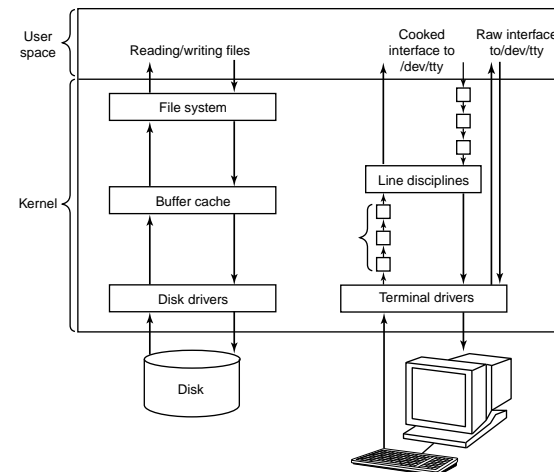 User
space
Reading/writing files
Cooked
interface to
/dev/tty
Raw interface
to/dev/tty
Kernel
File system
Buffer cache
Disk drivers
Line disciplines
Terminal drivers
Disk